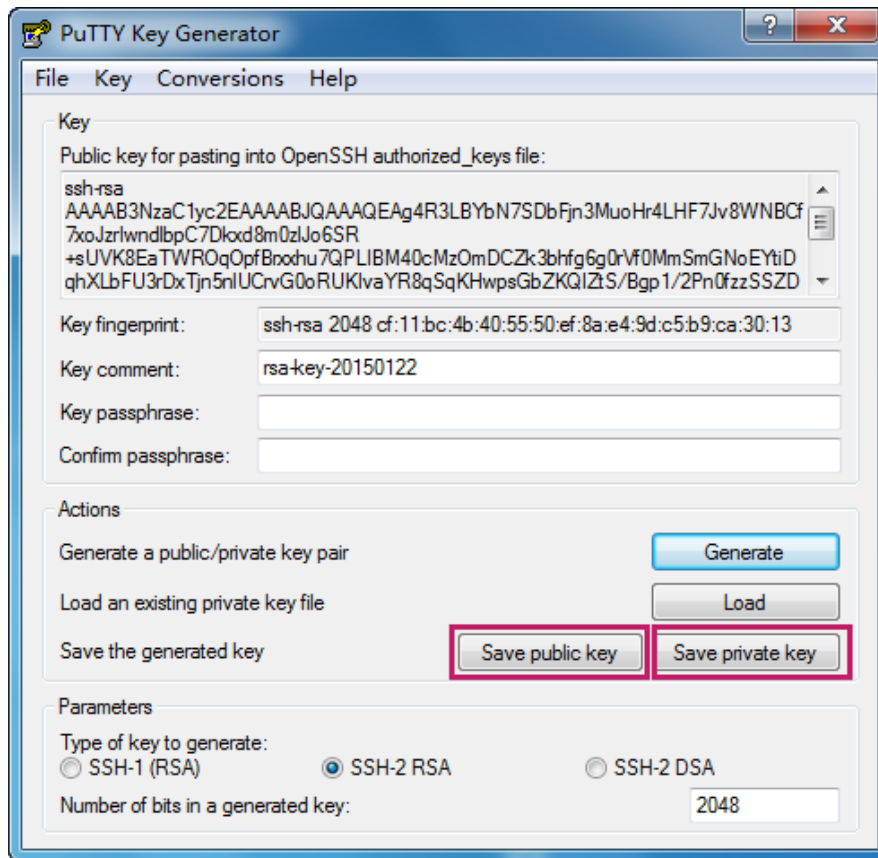 PuTTY Key Generator
File Key Conversions Help
Key
Public key for pasting into OpenSSH authorized_keys file:
ssh-rsa
AAAAB3NzaC1yc2EAAAABJQAAAQEAg4R3LBYbN7SDbFjn3MuoHr4LHF7Jv8WNBCf
7xoJzrlwndlbpC7Dkxd8m0zlJo6SR
+sUVK8EaTWROqOpfBrxxhu7QPLIBM40cMzOmDCZk3bhfg6g0rVf0MmSmGNoEYtiD
qhXLbFU3rDxTjn5nIUCrvG0oRUKlvaYR8qSqKHwpsGbZKQIZtS/Bgp1/2Pn0fzzSSZD
Key fingerprint: ssh-rsa 2048 cf:11:bc:4b:40:55:50:ef:8a:e4:9d:c5:b9:ca:30:13
Key comment: rsa-key-20150122
Key passphrase:
Confirm passphrase:
Actions
Generate a public/private key pair Generate
Load an existing private key file Load
Save the generated key Save public key Save private key
Parameters
Type of key to generate:
SSH-1 (RSA) SSH-2 RSA SSH-2 DSA
Number of bits in a generated key: 2048